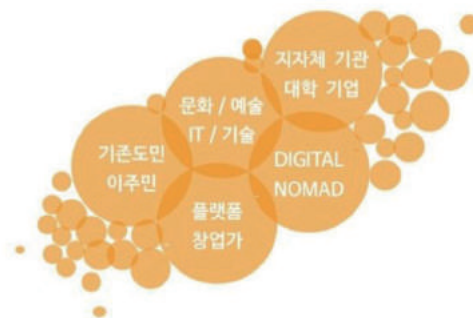 지자체 기관
대학 기업
문화 / 예술
IT / 기술
기존도민
이주민
DIGITAL
NOMAD
플랫폼
창업가